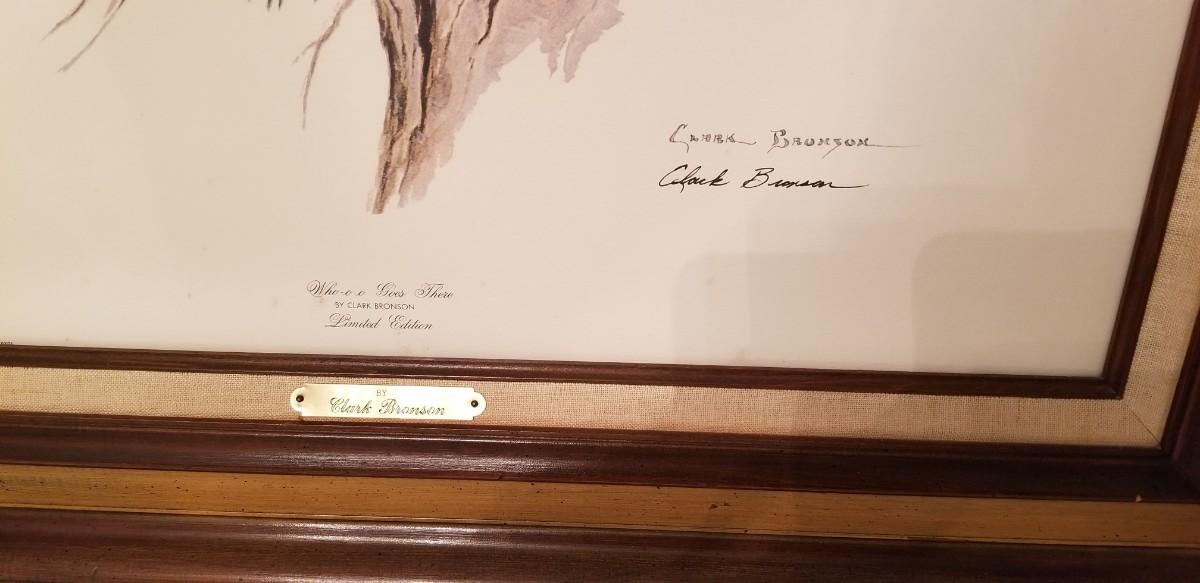 Clark Bronson
Clark Bronson
Who-o-o Goes There
BY CLARK BRONSON
Limited Edition
BY
Clark Bronson